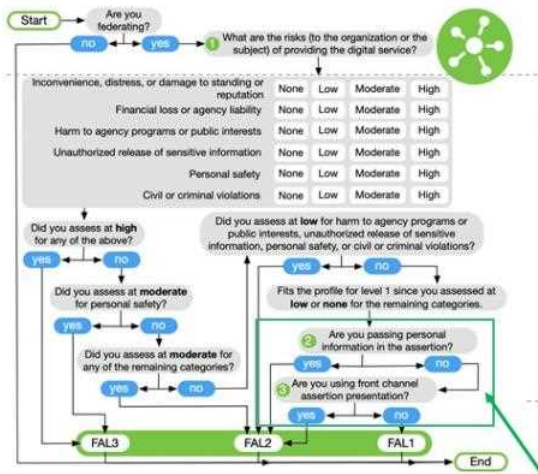 Start
Are you
federating?
no
yes
1
What are the risks (to the organization or the
subject) of providing the digital service?
Inconvenience, distress, or damage to standing or
reputation
None Low Moderate High
Financial loss or agency liability
None Low Moderate High
Harm to agency programs or public interests
None Low Moderate High
Unauthorized release of sensitive information
None Low Moderate High
Personal safety
None Low Moderate High
Civil or criminal violations
None Low Moderate High
Did you assess at high
for any of the above?
yes
no
Did you assess at moderate
for personal safety?
yes
no
Did you assess at moderate for
any of the remaining categories?
yes
no
Did you assess at low for harm to agency programs or
public interests, unauthorized release of sensitive
information, personal safety, or civil or criminal violations?
yes
no
Fits the profile for level 1 since you assessed at
low or none for the remaining categories.
2
Are you passing personal
information in the assertion?
yes
no
3
Are you using front channel
assertion presentation?
yes
no
FAL3
FAL2
FAL1
End